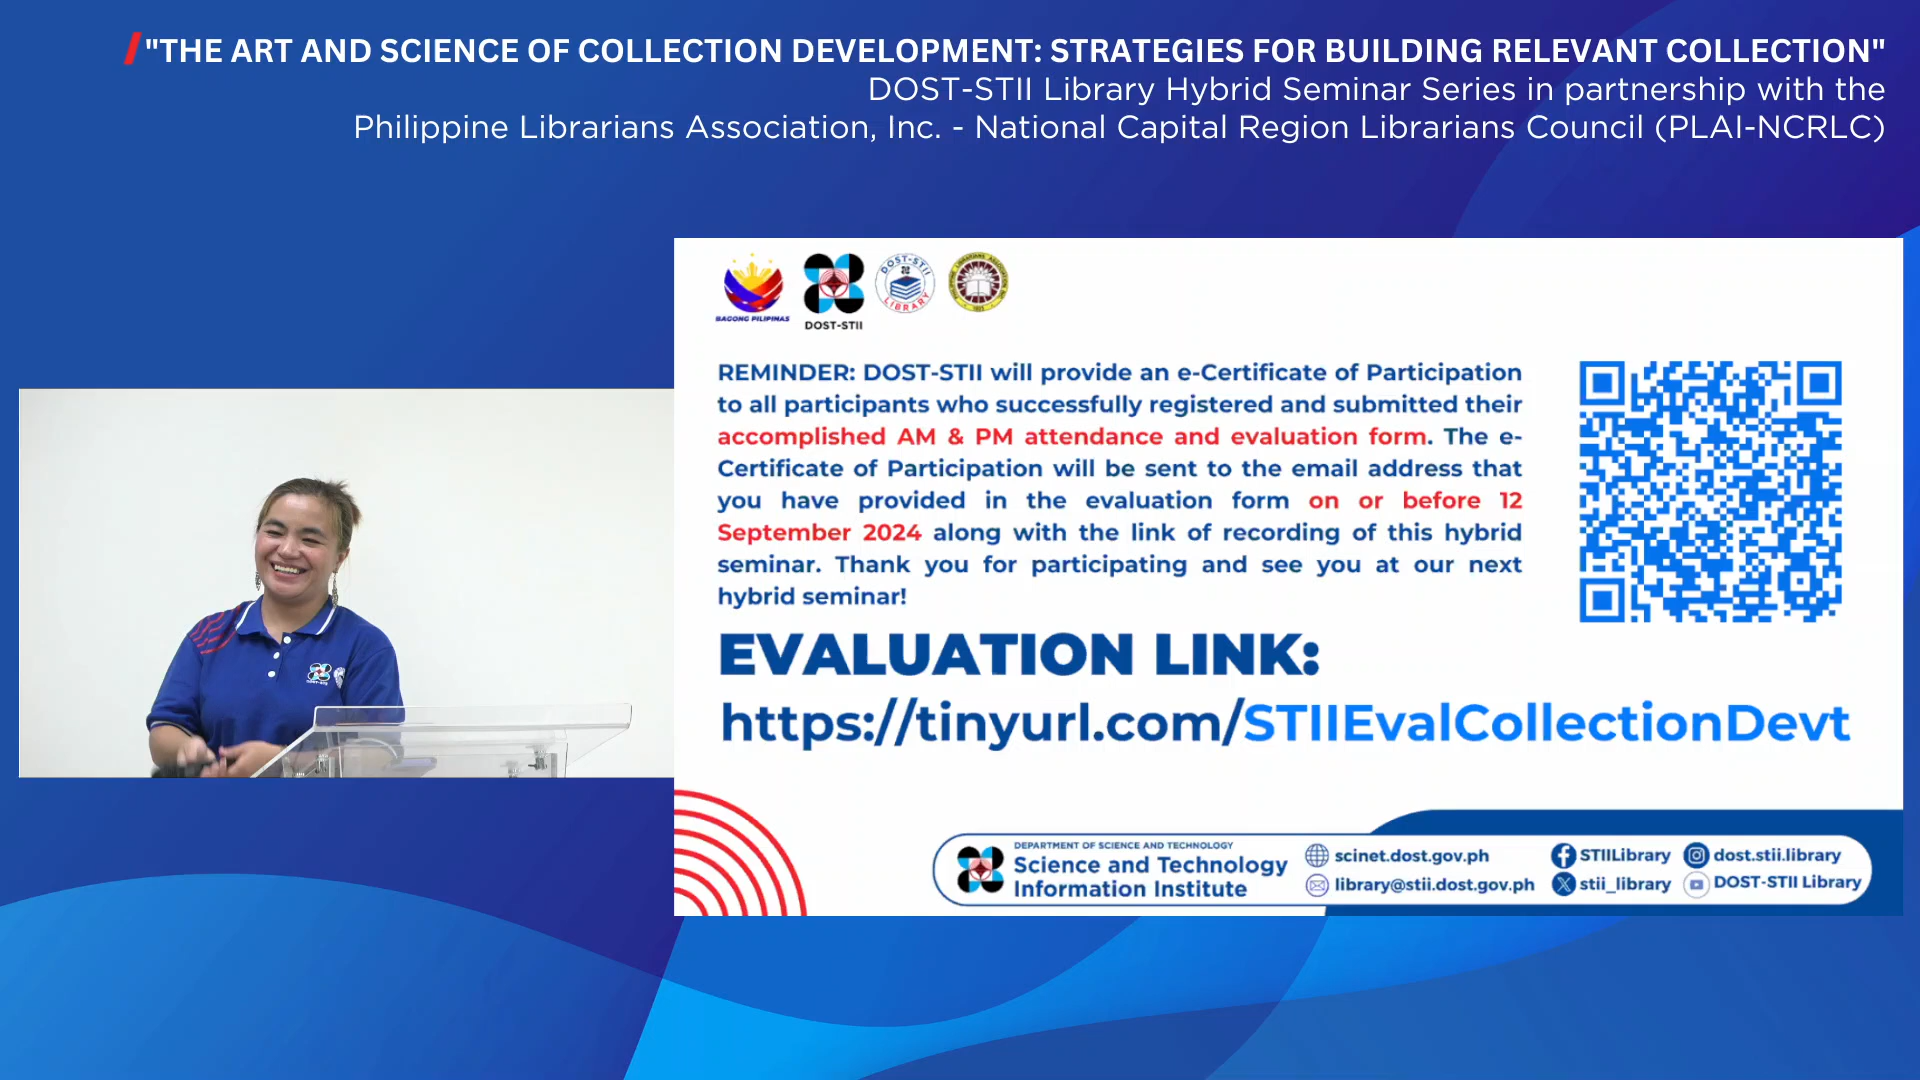 "THE ART AND SCIENCE OF COLLECTION DEVELOPMENT: STRATEGIES FOR BUILDING RELEVANT COLLECTION"
DOST-STII Library Hybrid Seminar Series in partnership with the
Philippine Librarians Association, Inc. - National Capital Region Librarians Council (PLAI-NCRLC)
BAGONG PILIPINAS
DOST-STII
DOST-STII
LIBRARY
REMINDER: DOST-STII will provide an e-Certificate of Participation
to all participants who successfully registered and submitted their
accomplished AM & PM attendance and evaluation form. The e-
Certificate of Participation will be sent to the email address that
you have provided in the evaluation form on or before 12
September 2024 along with the link of recording of this hybrid
seminar. Thank you for participating and see you at our next
hybrid seminar!
EVALUATION LINK:
https://tinyurl.com/STIIEvalCollectionDevt
DOST-STII
DEPARTMENT OF SCIENCE AND TECHNOLOGY
Science and Technology
Information Institute
scinet.dost.gov.ph
library@stii.dost.gov.ph
STIILibrary
stii_library
dost.stii.library
DOST-STII Library